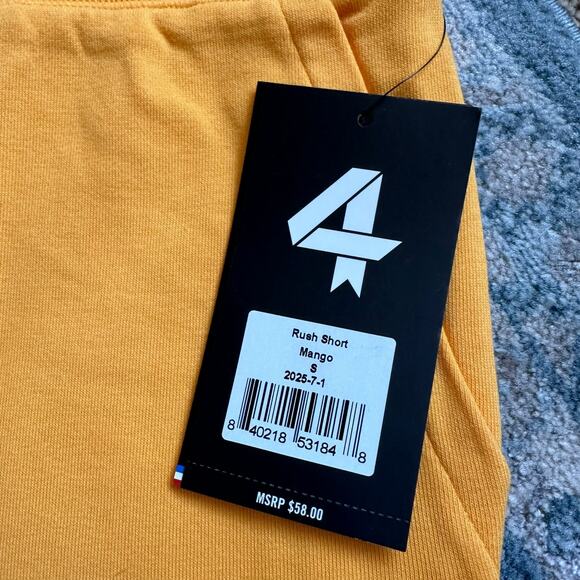 4
Rush Short
Mango
S
2025-7-1
8 40218 53184 8
MSRP $58.00